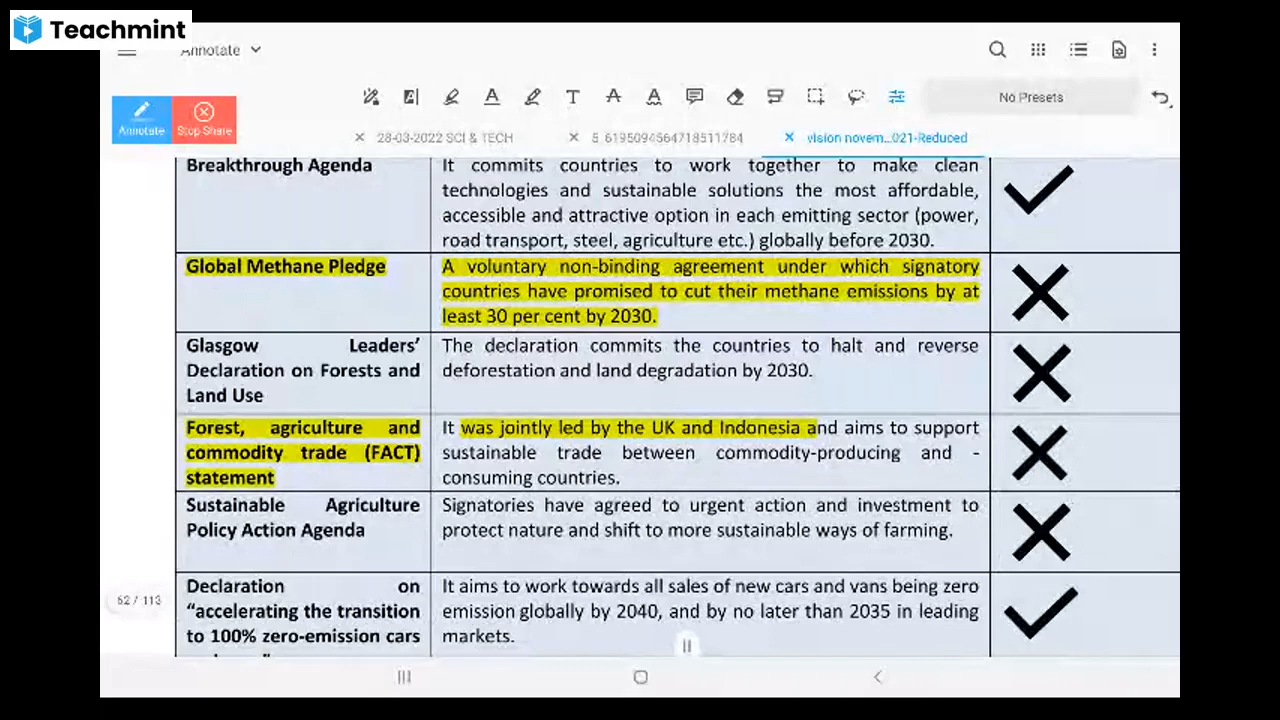 Teachmint
Annotate
No Presets
Annotate
Stop Share
28-03-2022 SCI & TECH
5_6195094564718511784
vision novem...021-Reduced
Breakthrough Agenda
It commits countries to work together to make clean
technologies and sustainable solutions the most affordable,
accessible and attractive option in each emitting sector (power,
road transport, steel, agriculture etc.) globally before 2030.
Global Methane Pledge
A voluntary non-binding agreement under which signatory
countries have promised to cut their methane emissions by at
least 30 per cent by 2030.
Glasgow Leaders’
Declaration on Forests and
Land Use
The declaration commits the countries to halt and reverse
deforestation and land degradation by 2030.
Forest, agriculture and
commodity trade (FACT)
statement
It was jointly led by the UK and Indonesia and aims to support
sustainable trade between commodity-producing and -
consuming countries.
Sustainable Agriculture
Policy Action Agenda
Signatories have agreed to urgent action and investment to
protect nature and shift to more sustainable ways of farming.
Declaration on
“accelerating the transition
to 100% zero-emission cars
It aims to work towards all sales of new cars and vans being zero
emission globally by 2040, and by no later than 2035 in leading
markets.
62 / 113